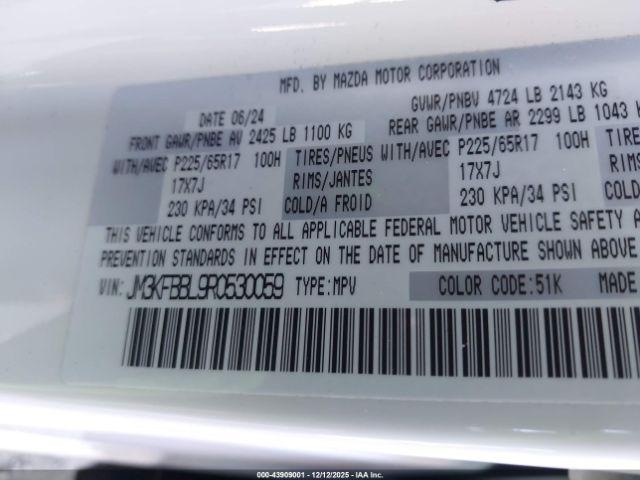 MFD. BY MAZDA MOTOR CORPORATION
DATE 06/24 GVWR/PNBV 4724 LB 2143 KG
FRONT GAWR/PNBE AV 2425 LB 1100 KG REAR GAWR/PNBE AR 2299 LB 1043
WITH/AVEC P225/65R17 100H TIRES/PNEUS WITH/AVEC P225/65R17 100H TIRES
17X7J RIMS/JANTES 17X7J RIMS
230 KPA/34 PSI COLD/A FROID 230 KPA/34 PSI COLD
THIS VEHICLE CONFORMS TO ALL APPLICABLE FEDERAL MOTOR VEHICLE SAFETY
PREVENTION STANDARDS IN EFFECT ON THE DATE OF MANUFACTURE SHOWN ABOVE
VIN: JM3KFBBL9R0530059 TYPE:MPV COLOR CODE:51K MADE
000-43909001 - 12/12/2025 - IAA Inc.